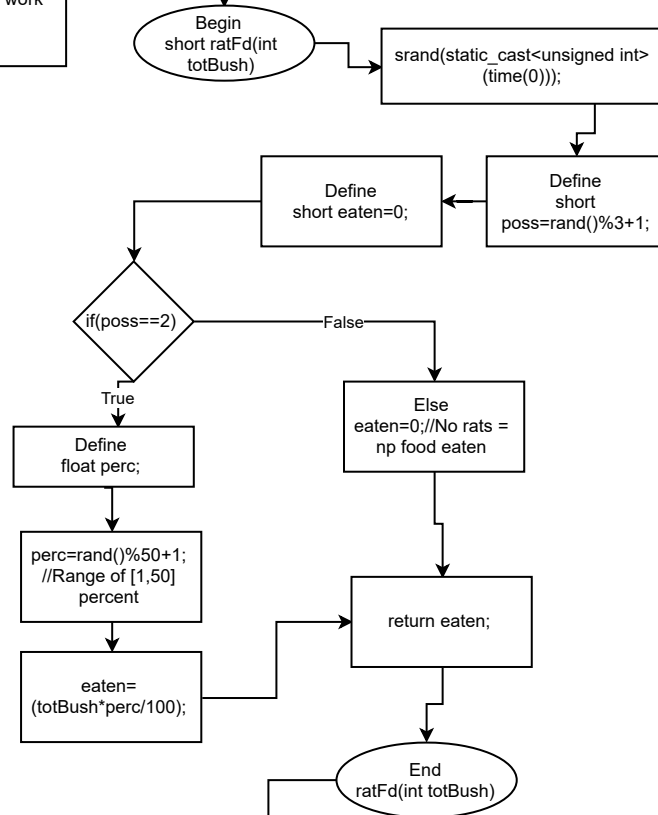 work
Begin
short ratFd(int
totBush)
srand(static_cast<unsigned int>
(time(0)));
Define
short
poss=rand()%3+1;
Define
short eaten=0;
if(poss==2)
False
True
Else
eaten=0;//No rats =
np food eaten
Define
float perc;
perc=rand()%50+1;
//Range of [1,50]
percent
return eaten;
eaten=
(totBush*perc/100);
End
ratFd(int totBush)